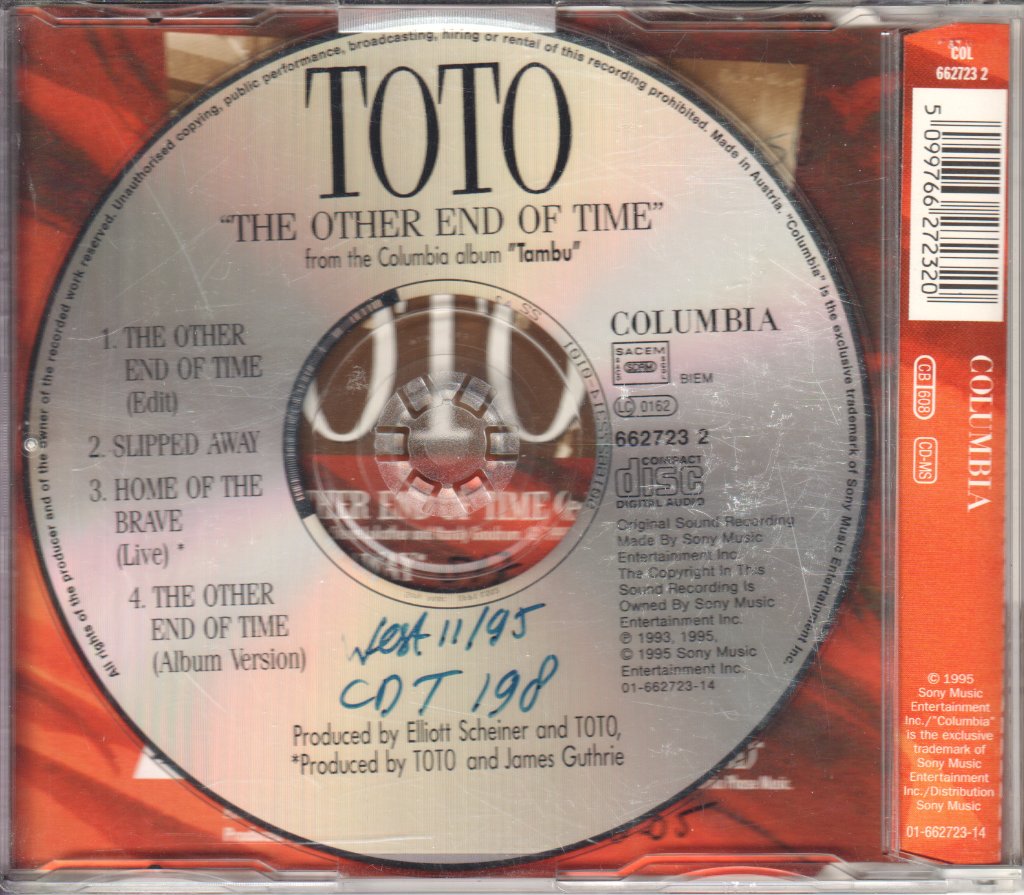 All rights of the producer and of the owner of the recorded work reserved. Unauthorised copying, public performance, broadcasting, hiring or rental of this recording prohibited. Made in Austria. "Columbia" is the exclusive trademark of Sony Music Entertainment Inc.
TOTO
"THE OTHER END OF TIME"
from the Columbia album "Tambu"
1. THE OTHER
END OF TIME
(Edit)
2. SLIPPED AWAY
3. HOME OF THE
BRAVE
(Live) *
4. THE OTHER
END OF TIME
(Album Version)
COLUMBIA
SACEM
BIEM
LC 0162
662723 2
COMPACT
disc
DIGITAL AUDIO
Original Sound Recording
Made By Sony Music
Entertainment Inc.
The Copyright In This
Sound Recording Is
Owned By Sony Music
Entertainment Inc.
℗ 1993, 1995,
© 1995 Sony Music
Entertainment Inc.
01-662723-14
11/95
CDT 198
Produced by Elliott Scheiner and TOTO,
*Produced by TOTO and James Guthrie
COL
662723 2
5 099766 272320
CB 608
CD-MS
COLUMBIA
© 1995
Sony Music
Entertainment
Inc./"Columbia"
is the exclusive
trademark of
Sony Music
Entertainment
Inc./Distribution
Sony Music
01-662723-14